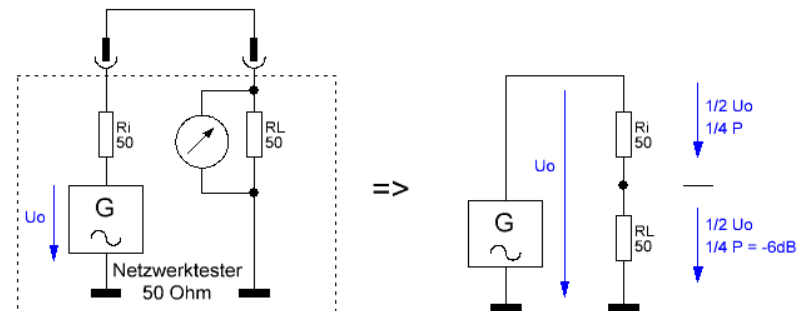 Ri
50
RL
50
Uo
G
Netzwerktester
50 Ohm
=>
Uo
G
Ri
50
RL
50
1/2 Uo
1/4 P
1/2 Uo
1/4 P = -6dB